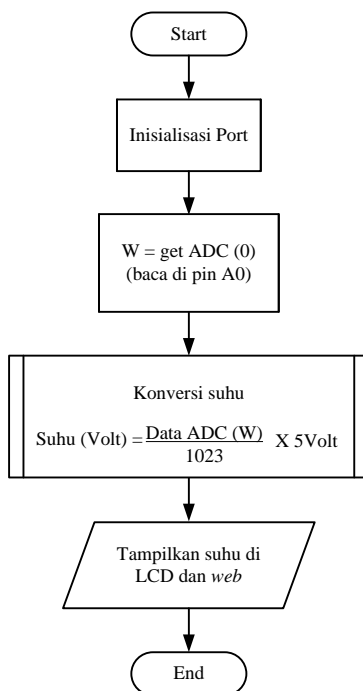 Start
Inisialisasi Port
W = get ADC (0)
(baca di pin A0)
Konversi suhu
Suhu (Volt) = Data ADC (W) / 1023 X 5Volt
Tampilkan suhu di
LCD dan web
End